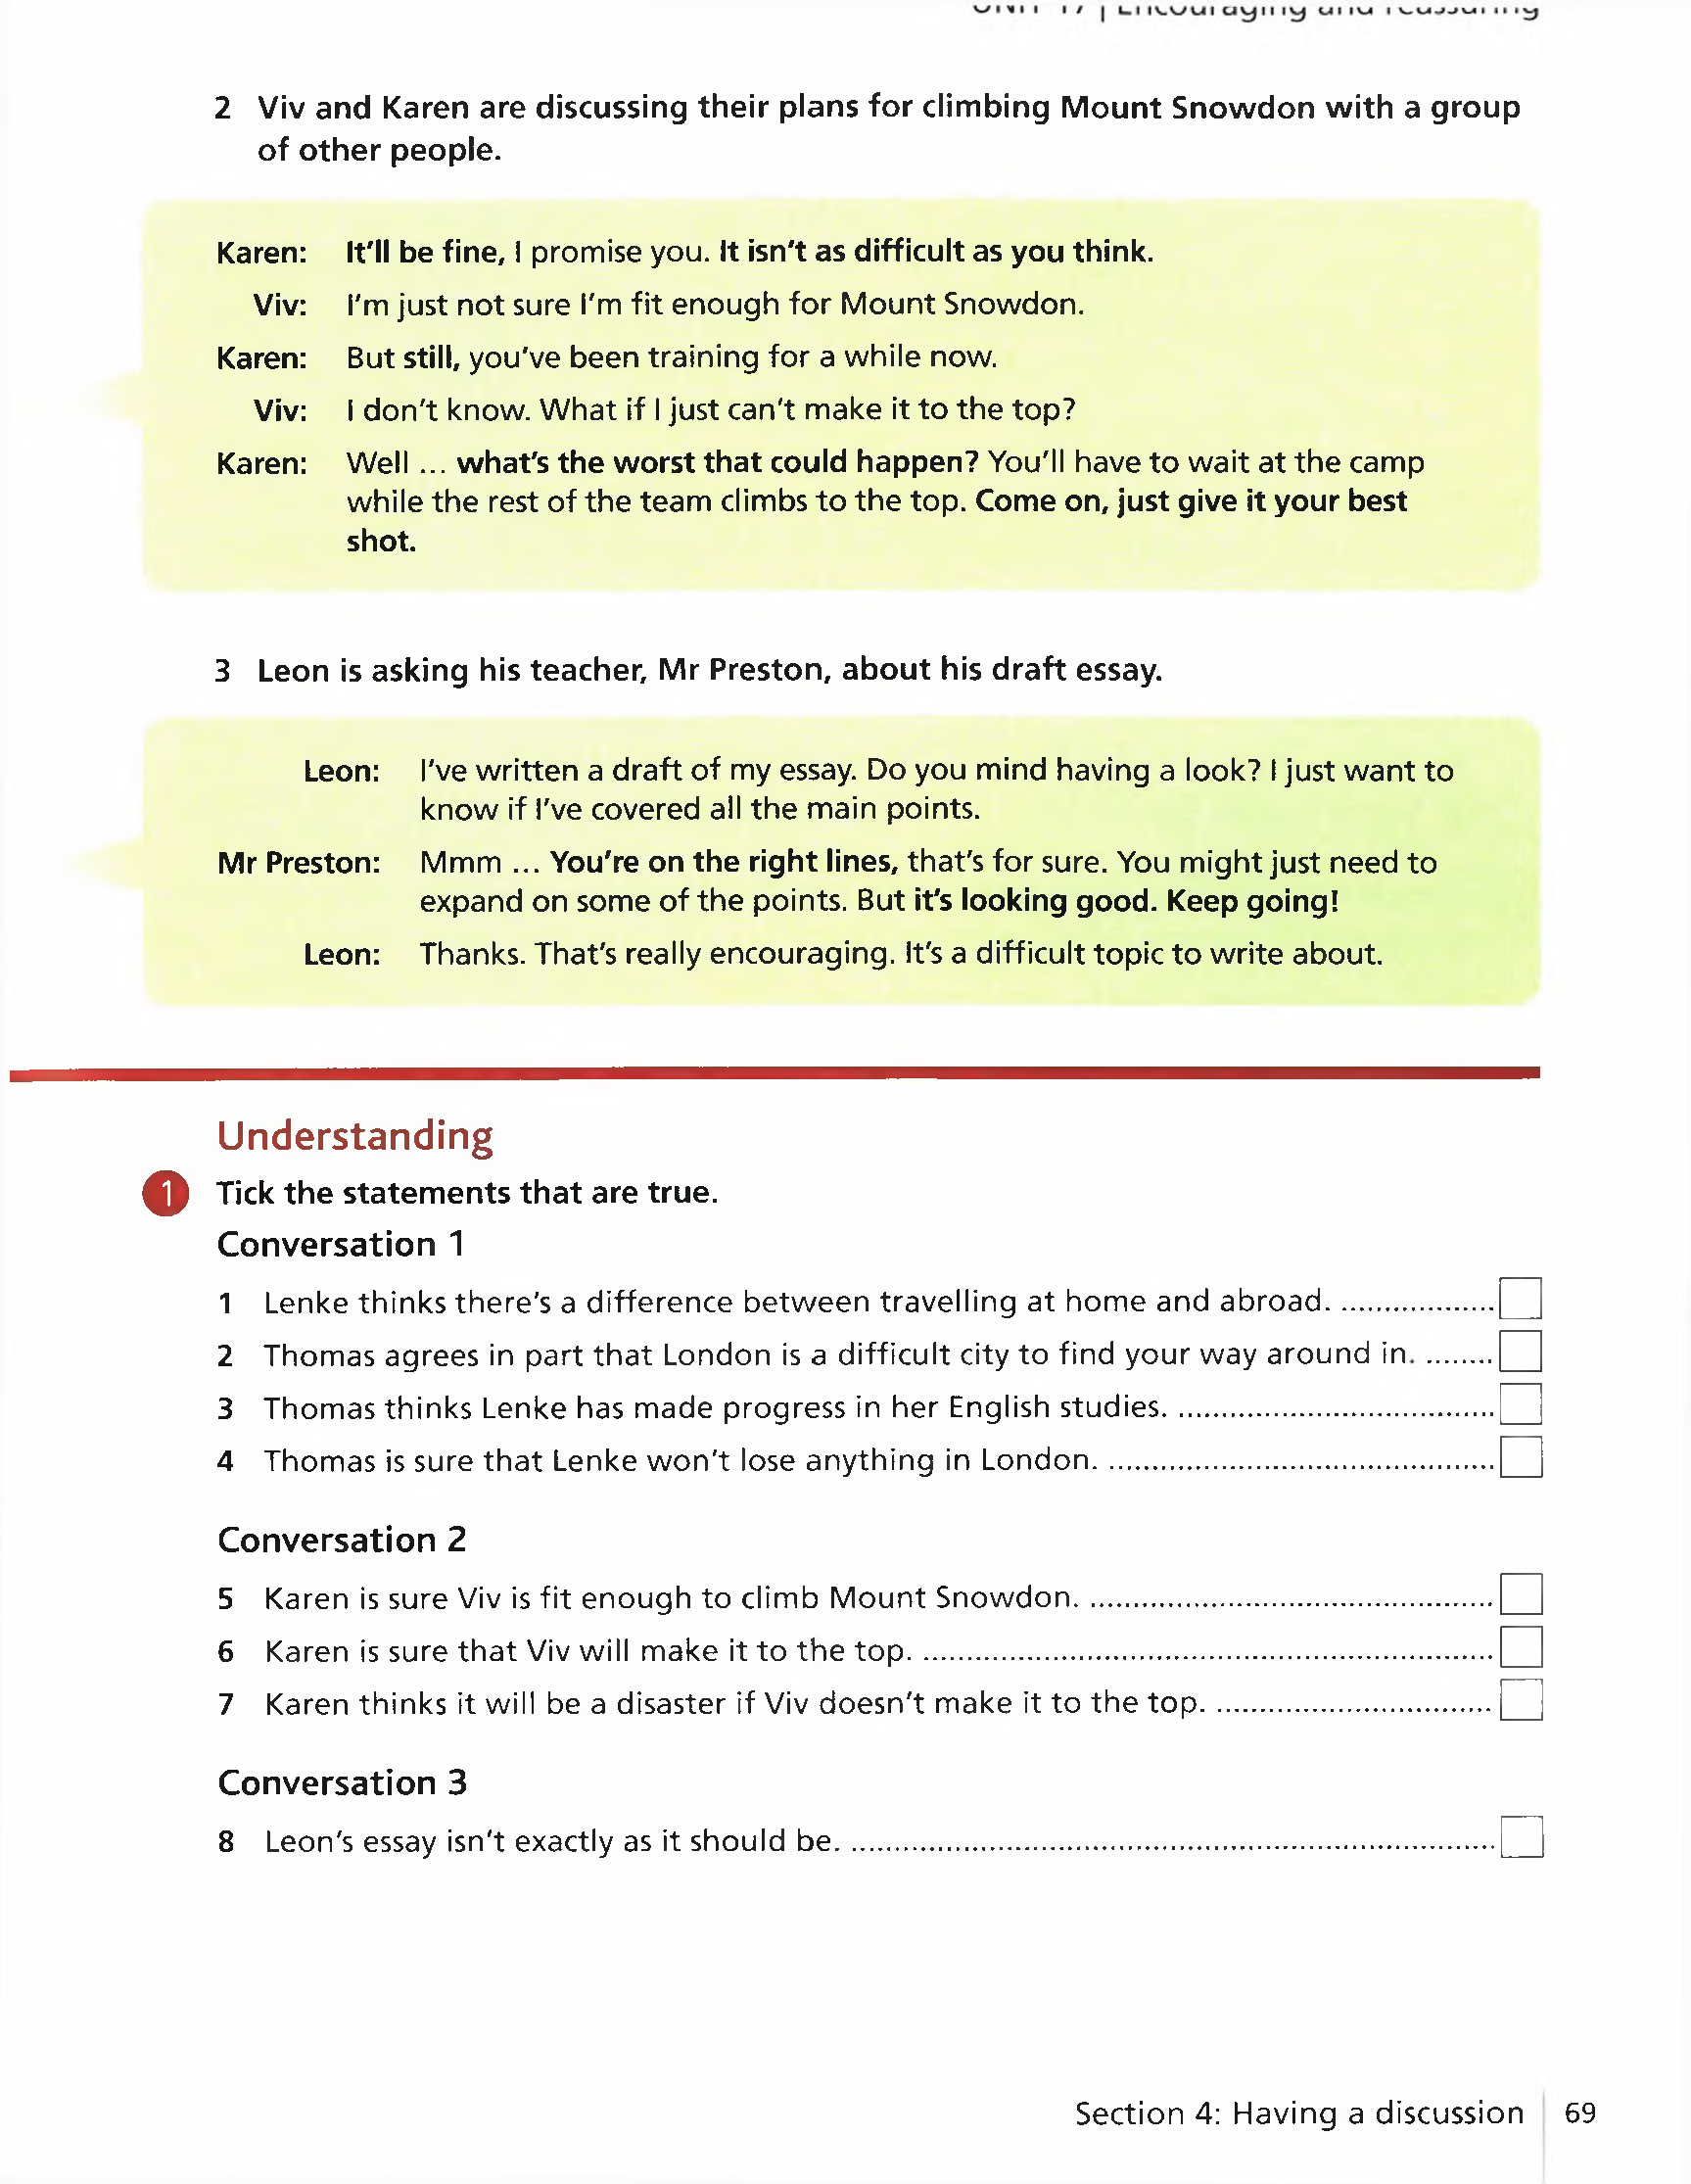 UNIT 17 | Encouraging and reassuring
2 Viv and Karen are discussing their plans for climbing Mount Snowdon with a group
of other people.
Karen: It'll be fine, I promise you. It isn't as difficult as you think.
Viv: I'm just not sure I'm fit enough for Mount Snowdon.
Karen: But still, you've been training for a while now.
Viv: I don't know. What if I just can't make it to the top?
Karen: Well ... what's the worst that could happen? You'll have to wait at the camp
while the rest of the team climbs to the top. Come on, just give it your best
shot.
3 Leon is asking his teacher, Mr Preston, about his draft essay.
Leon: I've written a draft of my essay. Do you mind having a look? I just want to
know if I've covered all the main points.
Mr Preston: Mmm ... You're on the right lines, that's for sure. You might just need to
expand on some of the points. But it's looking good. Keep going!
Leon: Thanks. That's really encouraging. It's a difficult topic to write about.
Understanding
1 Tick the statements that are true.
Conversation 1
1 Lenke thinks there's a difference between travelling at home and abroad. ..................
2 Thomas agrees in part that London is a difficult city to find your way around in. ........
3 Thomas thinks Lenke has made progress in her English studies. .....................................
4 Thomas is sure that Lenke won't lose anything in London. .............................................
Conversation 2
5 Karen is sure Viv is fit enough to climb Mount Snowdon. ...............................................
6 Karen is sure that Viv will make it to the top. ..................................................................
7 Karen thinks it will be a disaster if Viv doesn't make it to the top. ................................
Conversation 3
8 Leon's essay isn't exactly as it should be. ...........................................................................
Section 4: Having a discussion 69